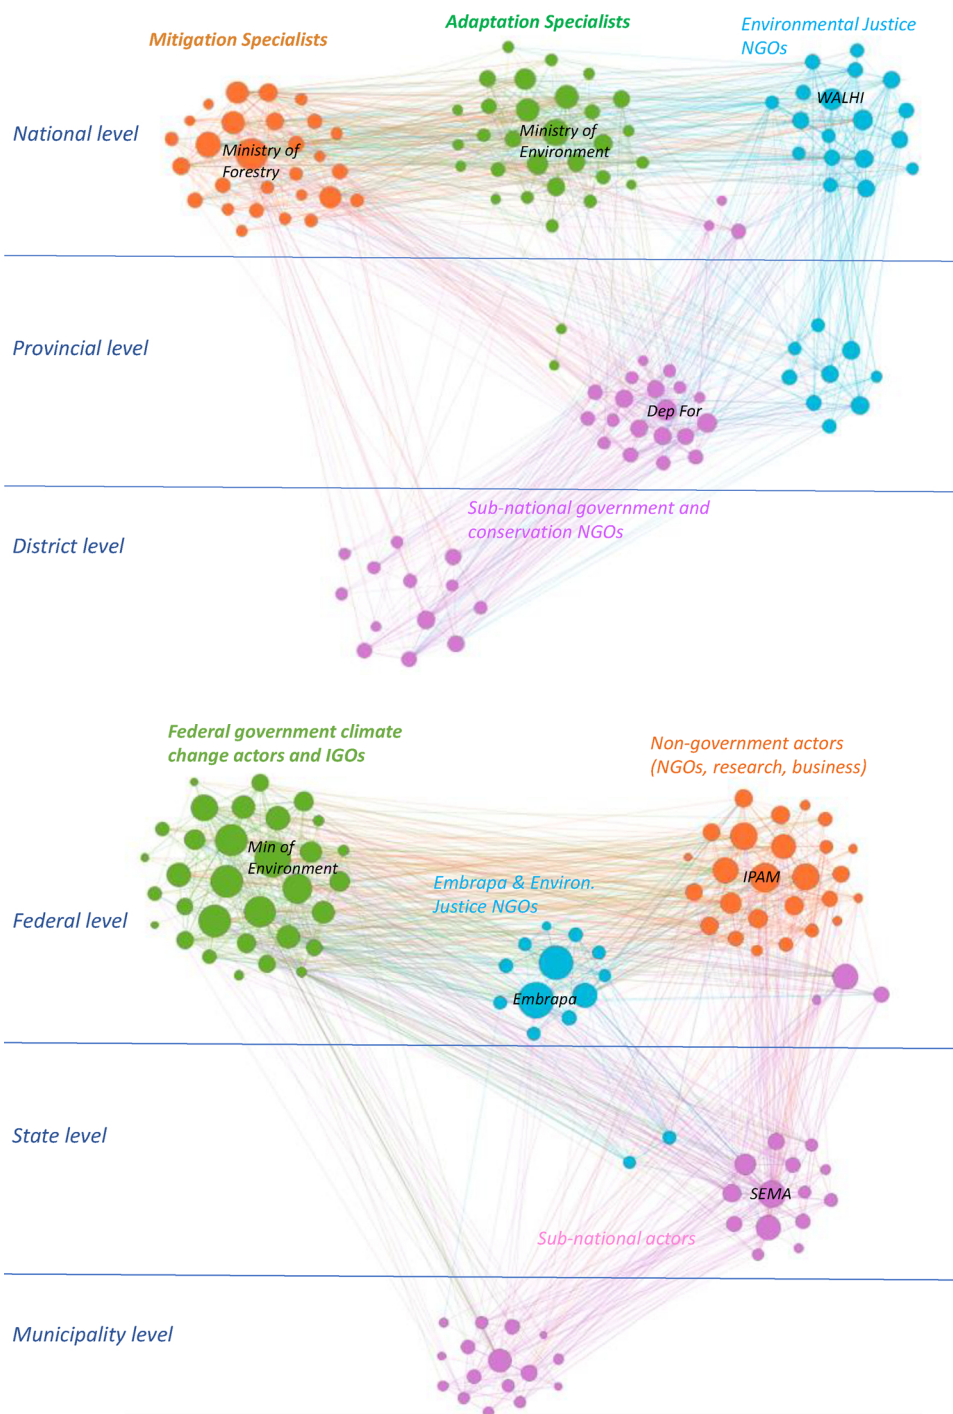 Mitigation Specialists
Adaptation Specialists
Environmental Justice
NGOs
National level
Ministry of
Forestry
Ministry of
Environment
WALHI
Provincial level
Dep For
District level
Sub-national government and
conservation NGOs
Federal government climate
change actors and IGOs
Non-government actors
(NGOs, research, business)
Min of
Environment
IPAM
Embrapa & Environ.
Justice NGOs
Federal level
Embrapa
State level
SEMA
Sub-national actors
Municipality level